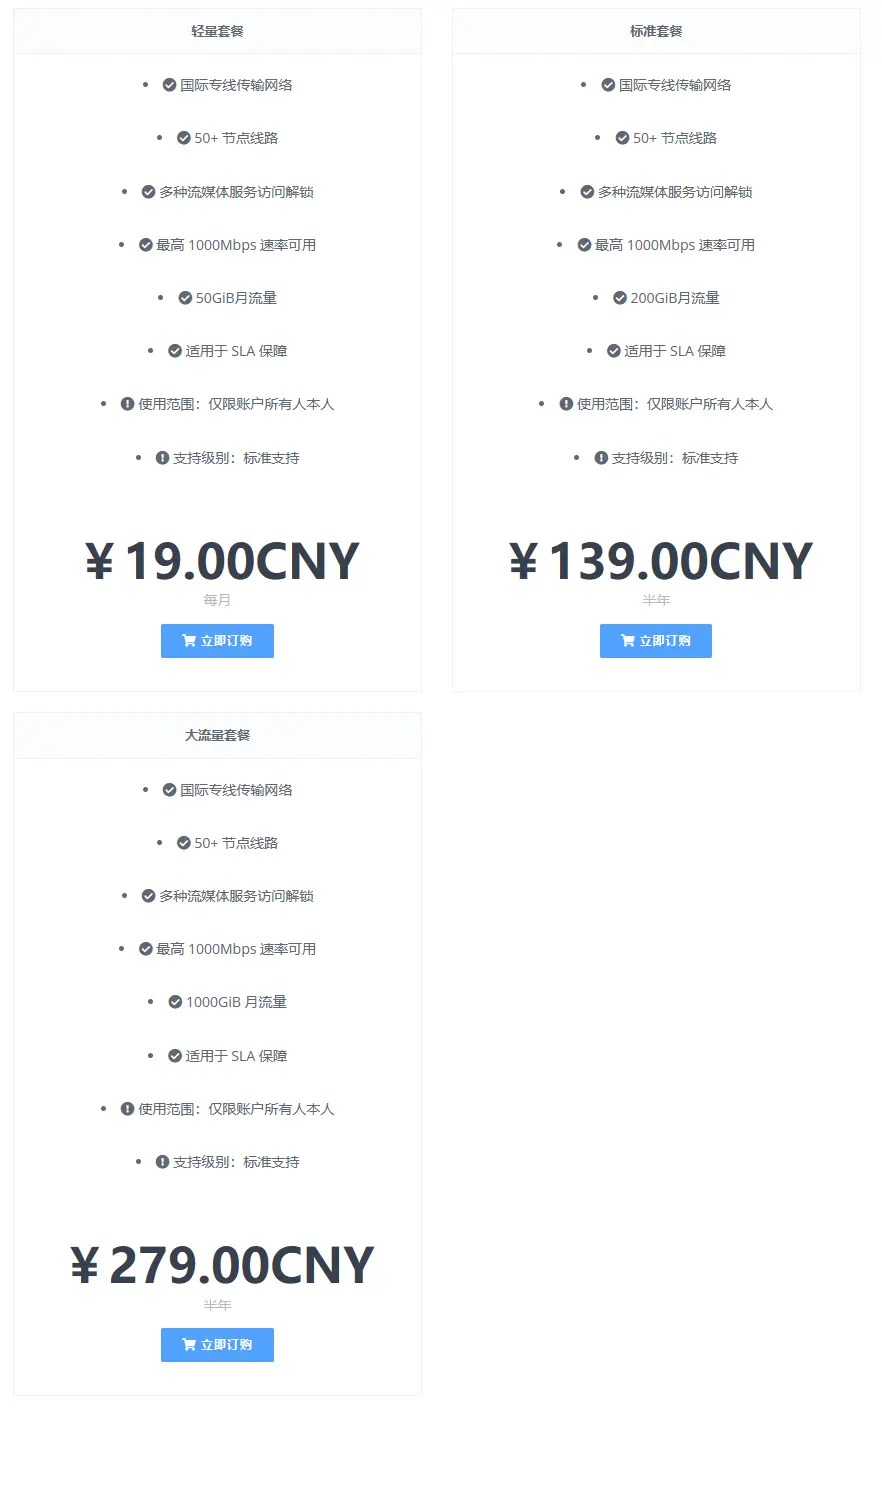 轻量套餐
国际专线传输网络
50+ 节点线路
多种流媒体服务访问解锁
最高 1000Mbps 速率可用
50GiB月流量
适用于 SLA 保障
使用范围：仅限账户所有人本人
支持级别：标准支持
￥19.00CNY
每月
立即订购
标准套餐
国际专线传输网络
50+ 节点线路
多种流媒体服务访问解锁
最高 1000Mbps 速率可用
200GiB月流量
适用于 SLA 保障
使用范围：仅限账户所有人本人
支持级别：标准支持
￥139.00CNY
半年
立即订购
大流量套餐
国际专线传输网络
50+ 节点线路
多种流媒体服务访问解锁
最高 1000Mbps 速率可用
1000GiB 月流量
适用于 SLA 保障
使用范围：仅限账户所有人本人
支持级别：标准支持
￥279.00CNY
半年
立即订购